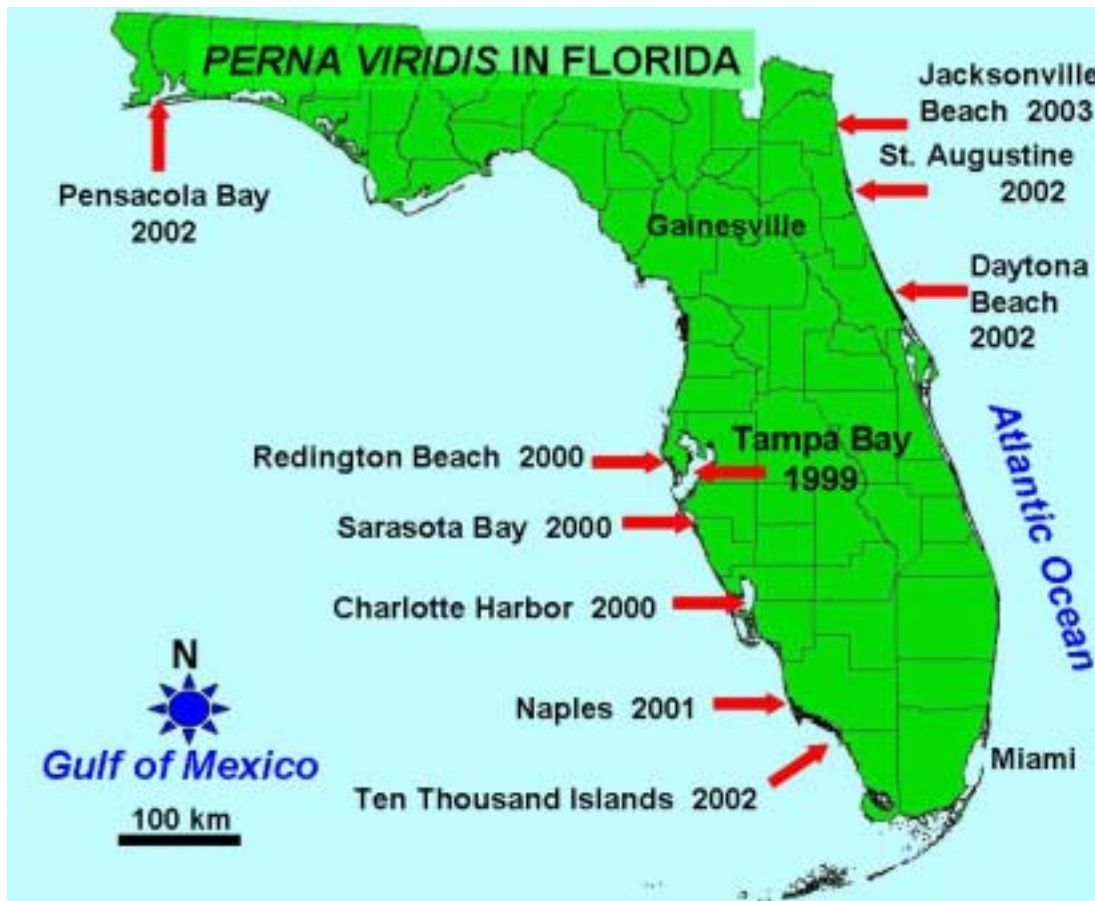 PERNA VIRIDIS IN FLORIDA
Jacksonville
Beach 2003
St. Augustine
2002
Pensacola Bay
2002
Gainesville
Daytona
Beach
2002
Tampa Bay
1999
Redington Beach 2000
Sarasota Bay 2000
Charlotte Harbor 2000
Atlantic Ocean
N
Naples 2001
Gulf of Mexico
Miami
Ten Thousand Islands 2002
100 km